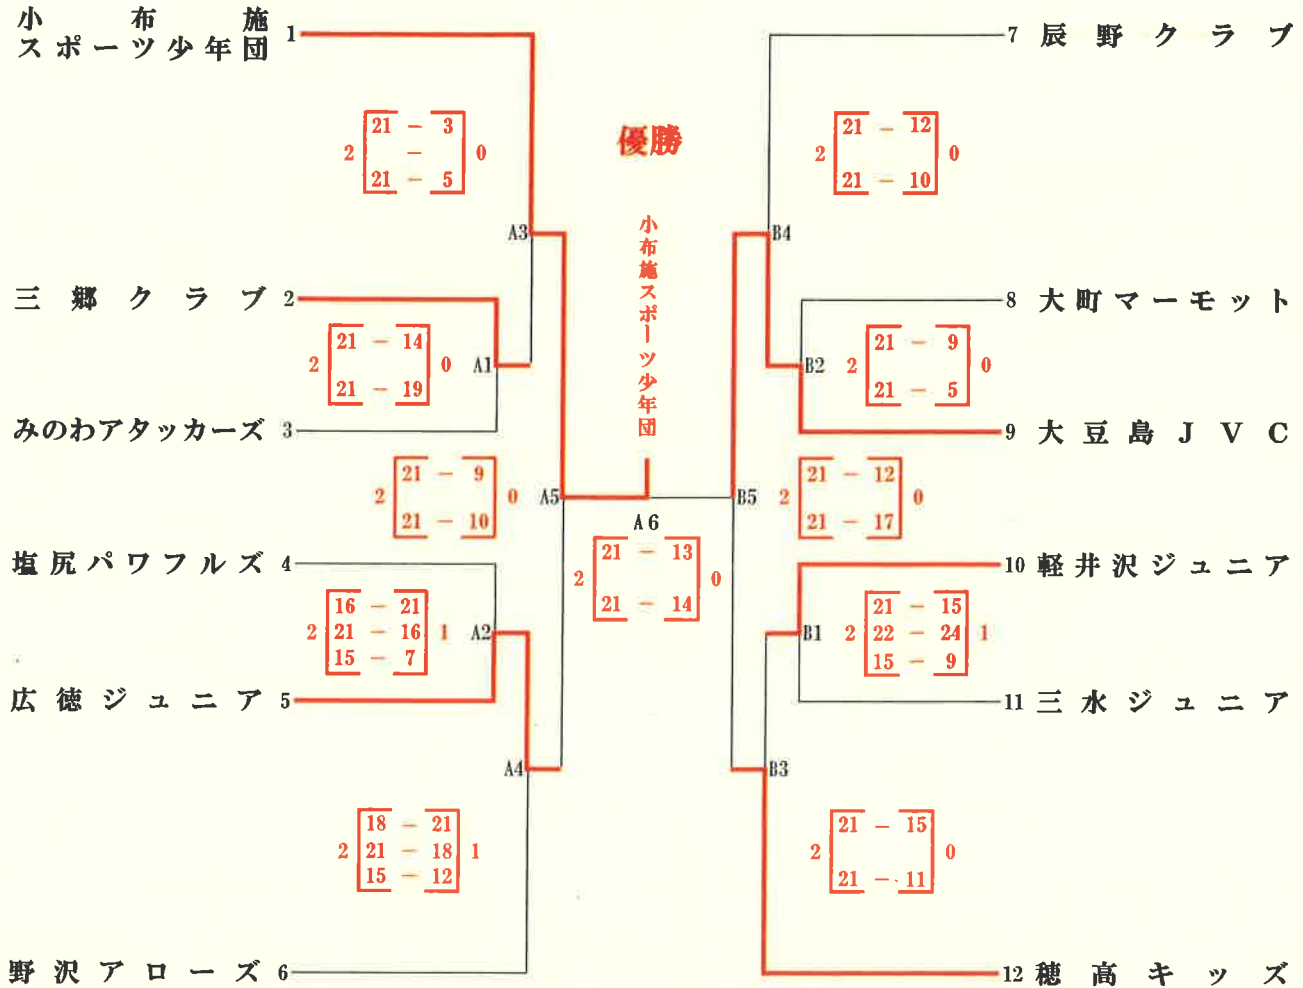 小布施
スポーツ少年団 1
7 辰野クラブ
優勝
21 - 3
2 - 0
21 - 5
21 - 12
2 0
21 - 10
小布施スポーツ少年団
A3
B4
三郷クラブ 2
8 大町マーモット
21 - 14
2 0
21 - 19
A1
B2
21 - 9
2 0
21 - 5
みのわアタッカーズ 3
9 大豆島JVC
21 - 9
2 0
21 - 10
A5
B5
21 - 12
2 0
21 - 17
A6
21 - 13
2 0
21 - 14
塩尻パワフルズ 4
10 軽井沢ジュニア
16 - 21
2 21 - 16 1
15 - 7
A2
B1
21 - 15
2 22 - 24 1
15 - 9
広徳ジュニア 5
11 三水ジュニア
A4
B3
18 - 21
2 21 - 18 1
15 - 12
21 - 15
2 0
21 - 11
野沢アローズ 6
12 穂高キッズ